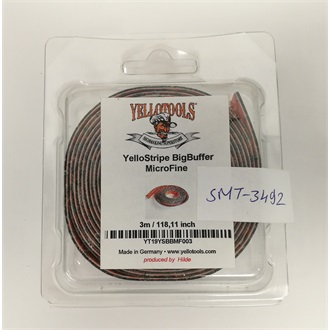 YELLOTOOLS
YelloStripe BigBuffer
MicroFine
SMT-3492
3m / 118,11 inch
YT19YSBBMF003
Made in Germany • www.yellotools.com
produced by Hilde